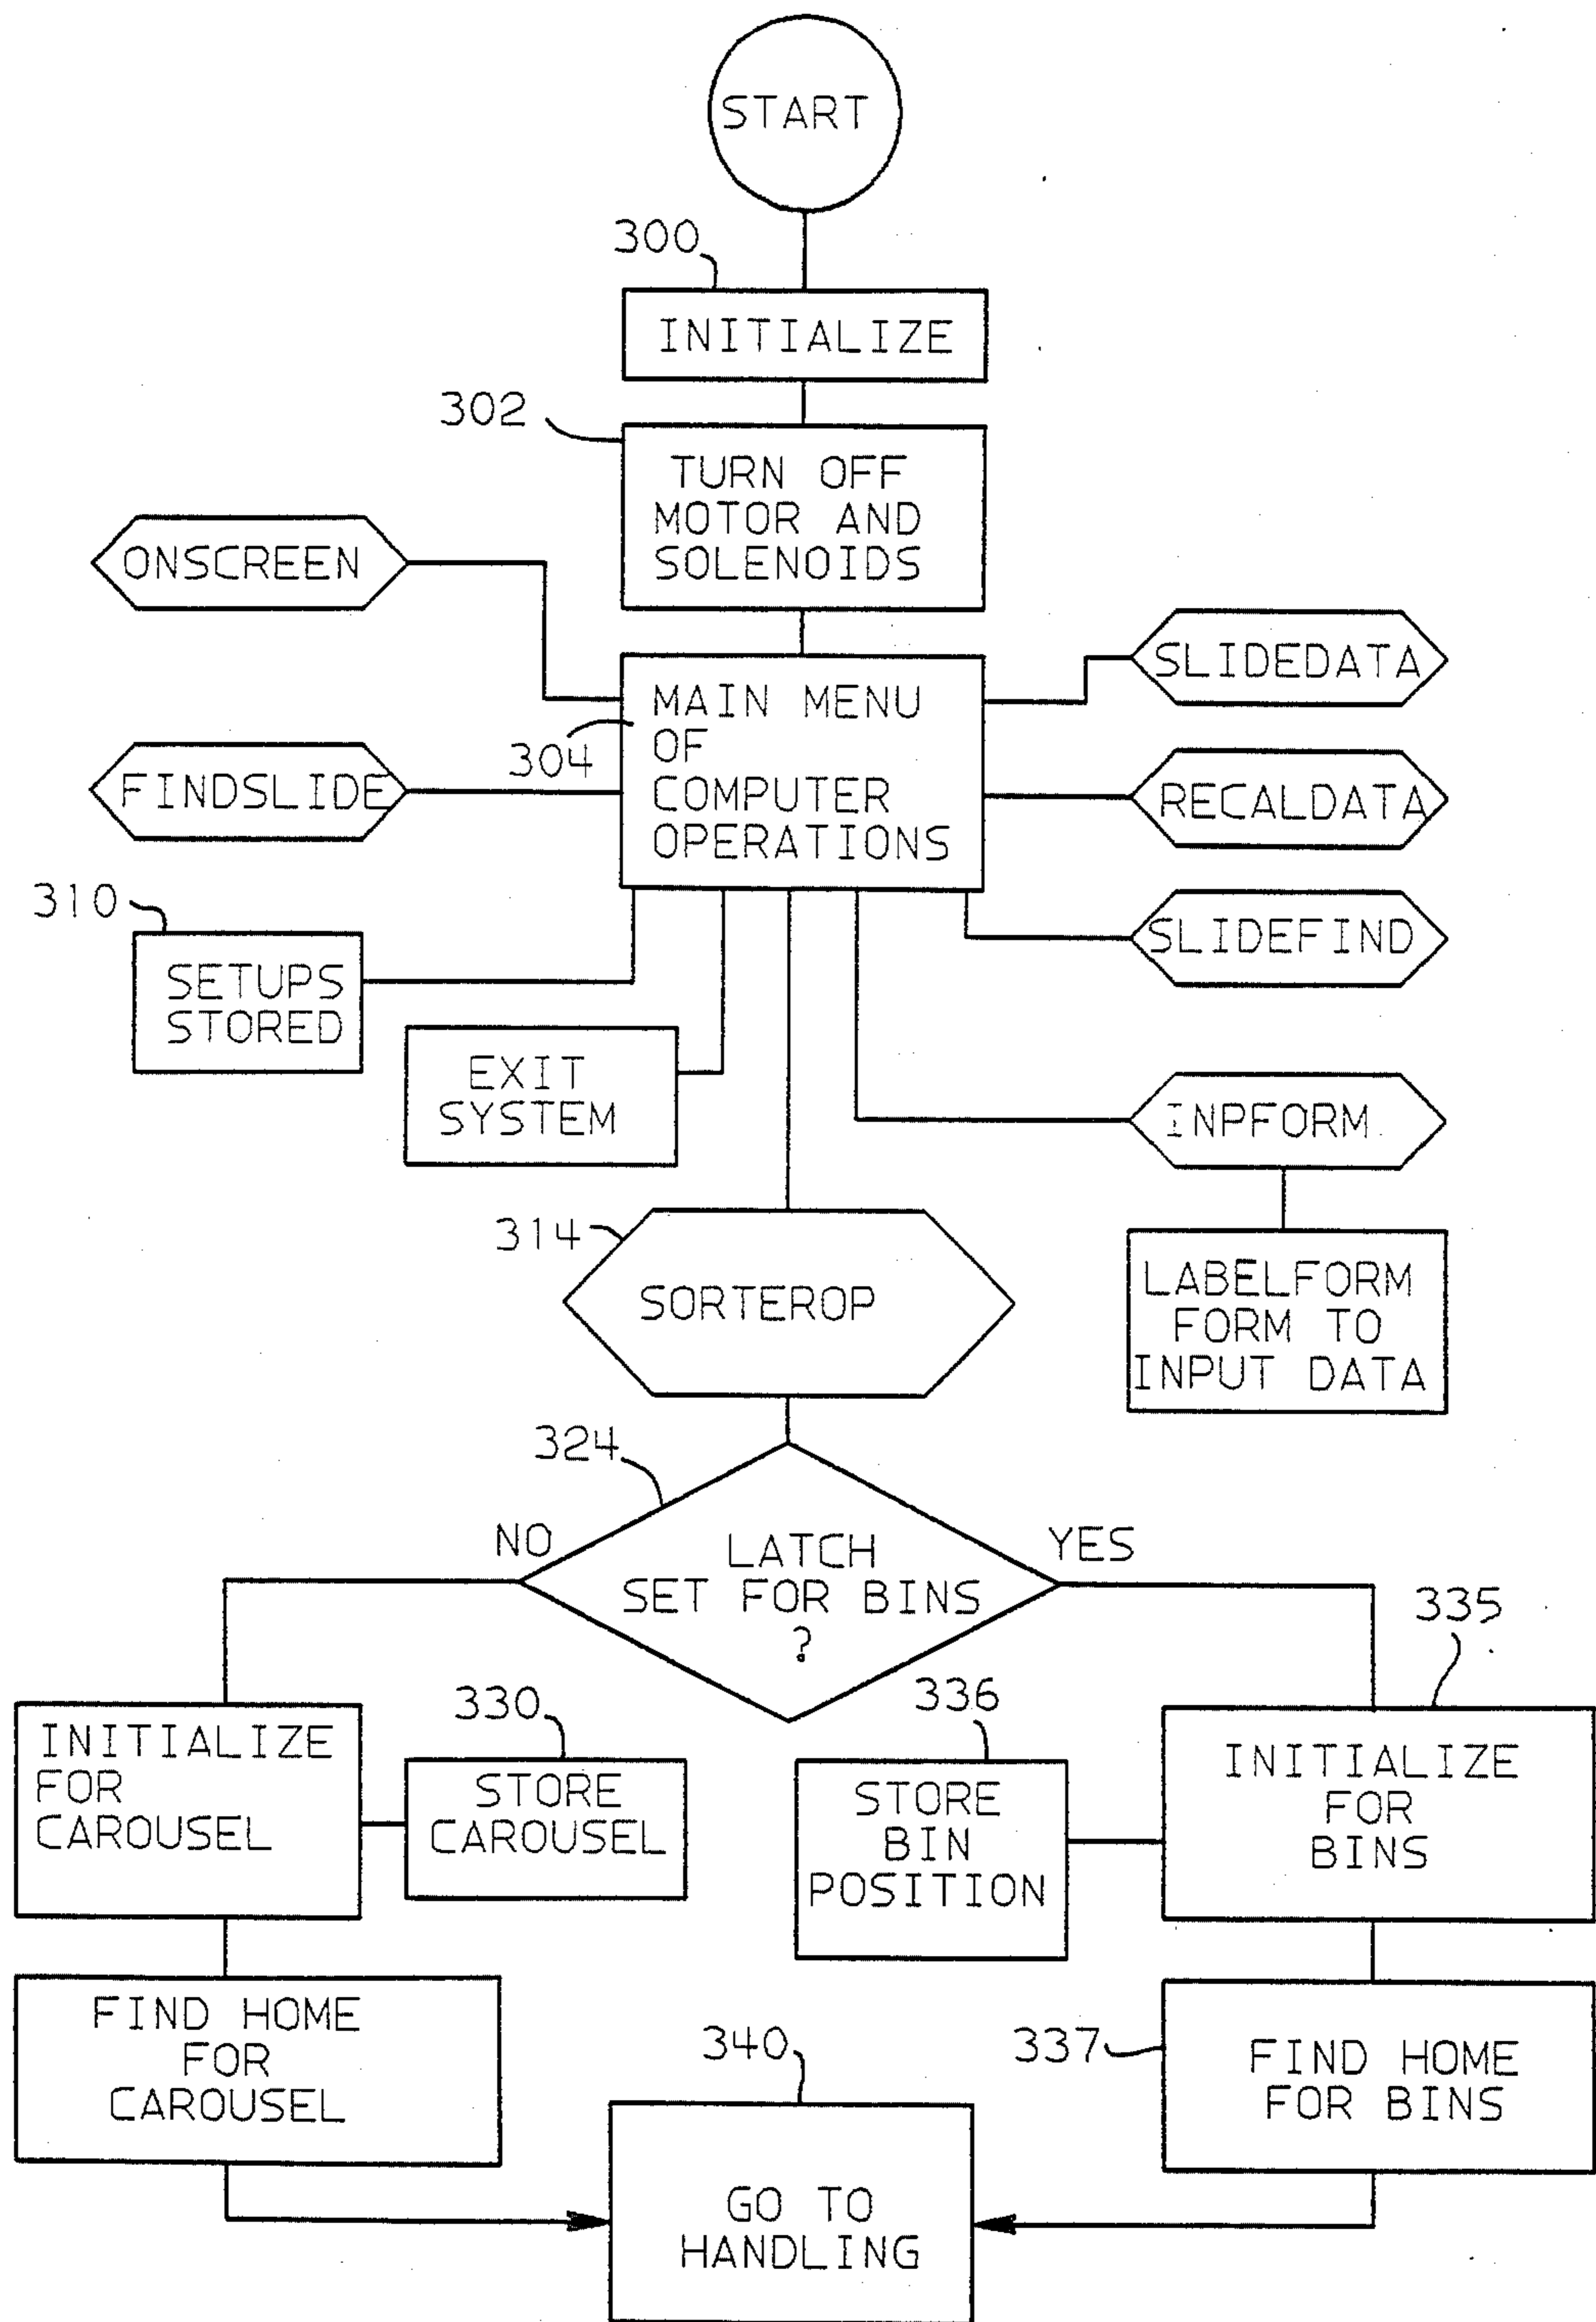 START
300
INITIALIZE
302
TURN OFF
MOTOR AND
SOLENOIDS
ONSCREEN
SLIDEDATA
MAIN MENU
OF
COMPUTER
OPERATIONS
304
FINDSLIDE
RECALDATA
310
SETUPS
STORED
SLIDEFIND
EXIT
SYSTEM
INPFORM
314
SORTEROP
LABELFORM
FORM TO
INPUT DATA
324
NO
LATCH
SET FOR BINS
?
YES
335
INITIALIZE
FOR
CAROUSEL
330
STORE
CAROUSEL
336
STORE
BIN
POSITION
INITIALIZE
FOR
BINS
FIND HOME
FOR
CAROUSEL
340
337
FIND HOME
FOR BINS
GO TO
HANDLING